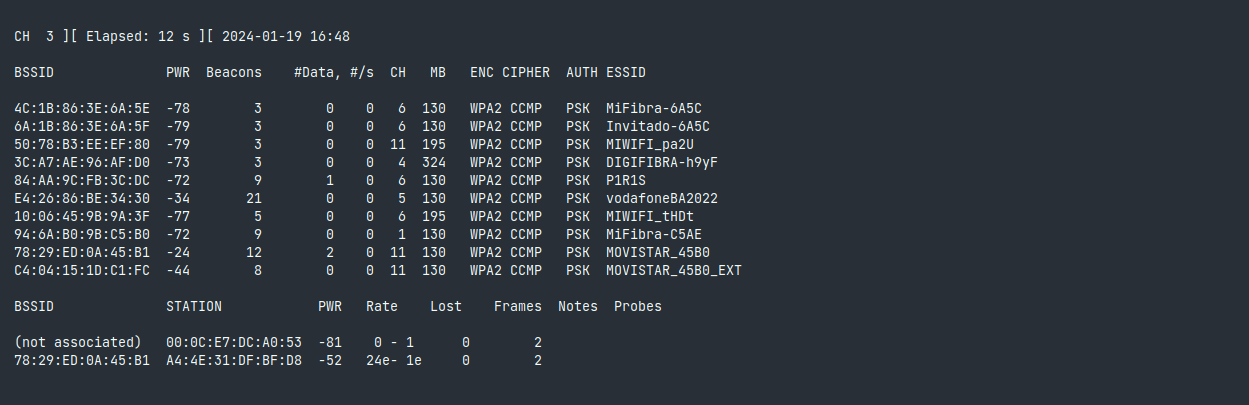 CH  3 ][ Elapsed: 12 s ][ 2024-01-19 16:48
BSSID              PWR  Beacons    #Data, #/s  CH   MB   ENC CIPHER  AUTH ESSID
4C:1B:86:3E:6A:5E  -78        3        0    0   6  130   WPA2 CCMP   PSK  MiFibra-6A5C
6A:1B:86:3E:6A:5F  -79        3        0    0   6  130   WPA2 CCMP   PSK  Invitado-6A5C
50:78:B3:EE:EF:80  -79        3        0    0  11  195   WPA2 CCMP   PSK  MIWIFI_pa2U
3C:A7:AE:96:AF:D0  -73        3        0    0   4  324   WPA2 CCMP   PSK  DIGIFIBRA-h9yF
84:AA:9C:FB:3C:DC  -72        9        1    0   6  130   WPA2 CCMP   PSK  P1R1S
E4:26:86:BE:34:30  -34       21        0    0   5  130   WPA2 CCMP   PSK  vodafoneBA2022
10:06:45:9B:9A:3F  -77        5        0    0   6  195   WPA2 CCMP   PSK  MIWIFI_tHDt
94:6A:B0:9B:C5:B0  -72        9        0    0   1  130   WPA2 CCMP   PSK  MiFibra-C5AE
78:29:ED:0A:45:B1  -24       12        2    0  11  130   WPA2 CCMP   PSK  MOVISTAR_45B0
C4:04:15:1D:C1:FC  -44        8        0    0  11  130   WPA2 CCMP   PSK  MOVISTAR_45B0_EXT
BSSID              STATION            PWR   Rate    Lost    Frames  Notes  Probes
(not associated)   00:0C:E7:DC:A0:53  -81    0 - 1      0        2
78:29:ED:0A:45:B1  A4:4E:31:DF:BF:D8  -52   24e- 1e     0        2